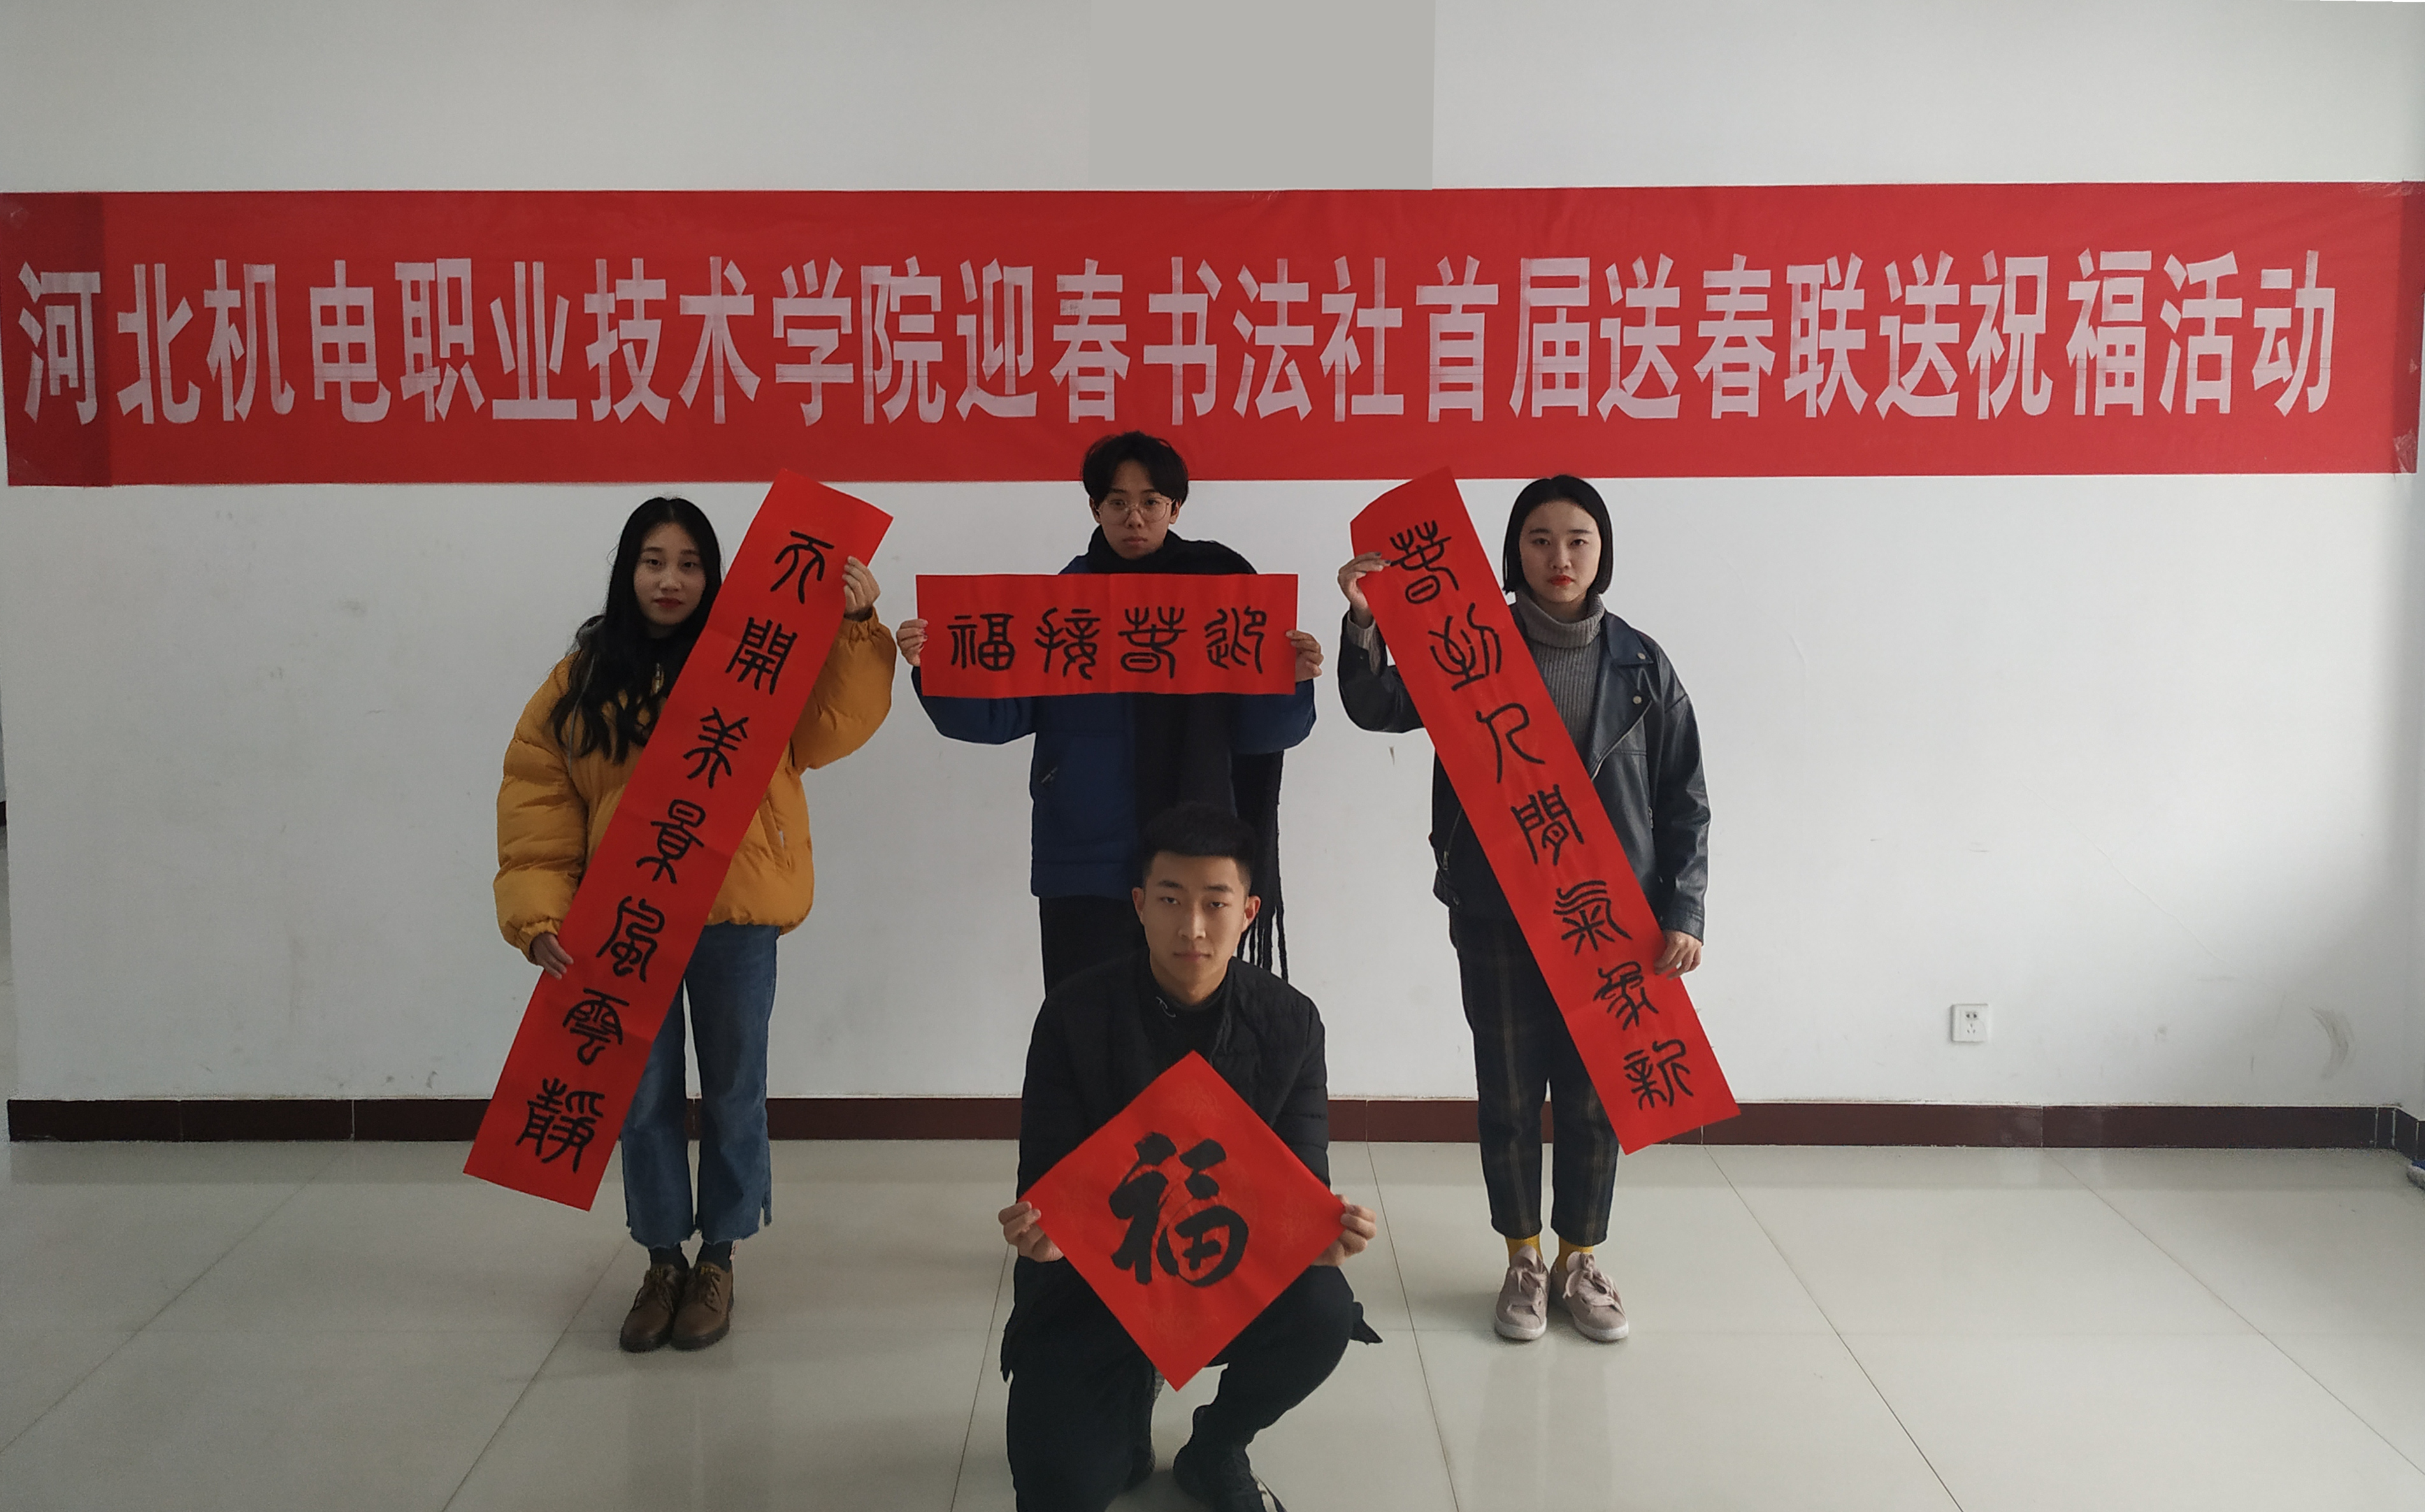 河北机电职业技术学院迎春书法社首届送春联送祝福活动
迎春接福
春到人間氣象新
天開美景風雲靜
福